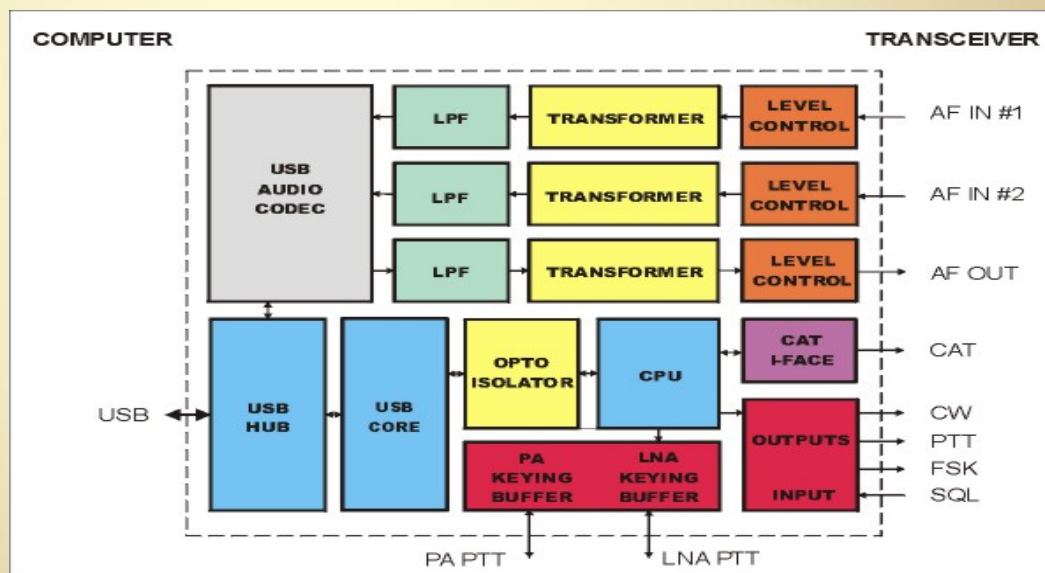 COMPUTER
TRANSCEIVER
USB
AUDIO
CODEC
LPF
TRANSFORMER
LEVEL
CONTROL
AF IN #1
LPF
TRANSFORMER
LEVEL
CONTROL
AF IN #2
LPF
TRANSFORMER
LEVEL
CONTROL
AF OUT
USB
USB
HUB
USB
CORE
OPTO
ISOLATOR
CPU
CAT
I-FACE
CAT
PA
KEYING
BUFFER
LNA
KEYING
BUFFER
OUTPUTS
INPUT
CW
PTT
FSK
SQL
PA PTT
LNA PTT